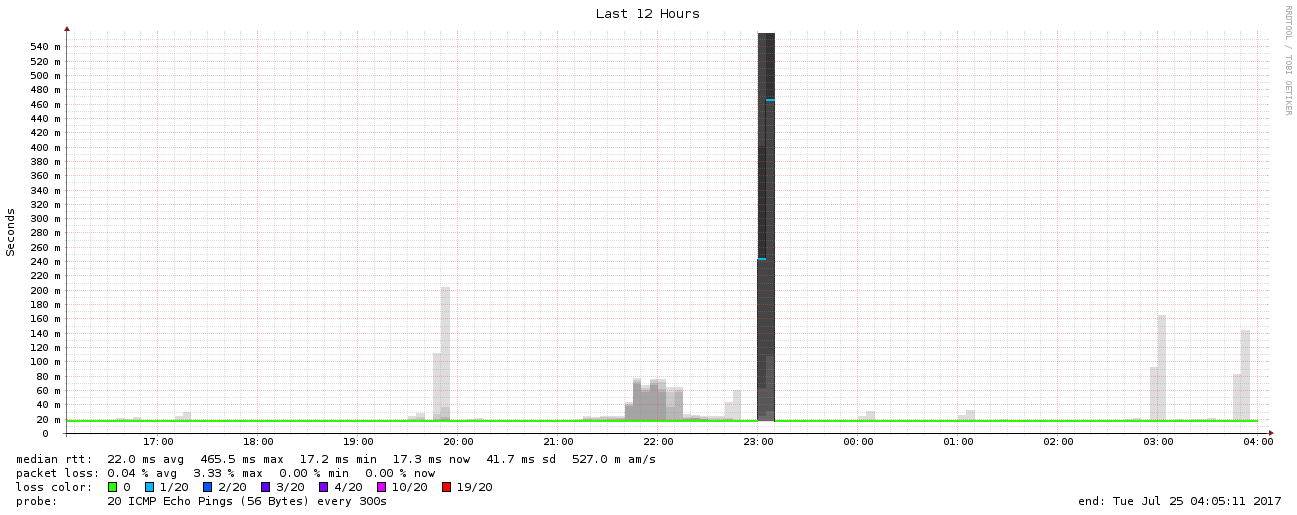 Last 12 Hours
RRDTOOL / TOBI OETIKER
Seconds
540 m
520 m
500 m
480 m
460 m
440 m
420 m
400 m
380 m
360 m
340 m
320 m
300 m
280 m
260 m
240 m
220 m
200 m
180 m
160 m
140 m
120 m
100 m
80 m
60 m
40 m
20 m
0
17:00 18:00 19:00 20:00 21:00 22:00 23:00 00:00 01:00 02:00 03:00 04:00
median rtt: 22.0 ms avg 465.5 ms max 17.2 ms min 17.3 ms now 41.7 ms sd 527.0 m am/s
packet loss: 0.04 % avg 3.33 % max 0.00 % min 0.00 % now
loss color: 0 1/20 2/20 3/20 4/20 10/20 19/20
probe: 20 ICMP Echo Pings (56 Bytes) every 300s end: Tue Jul 25 04:05:11 2017